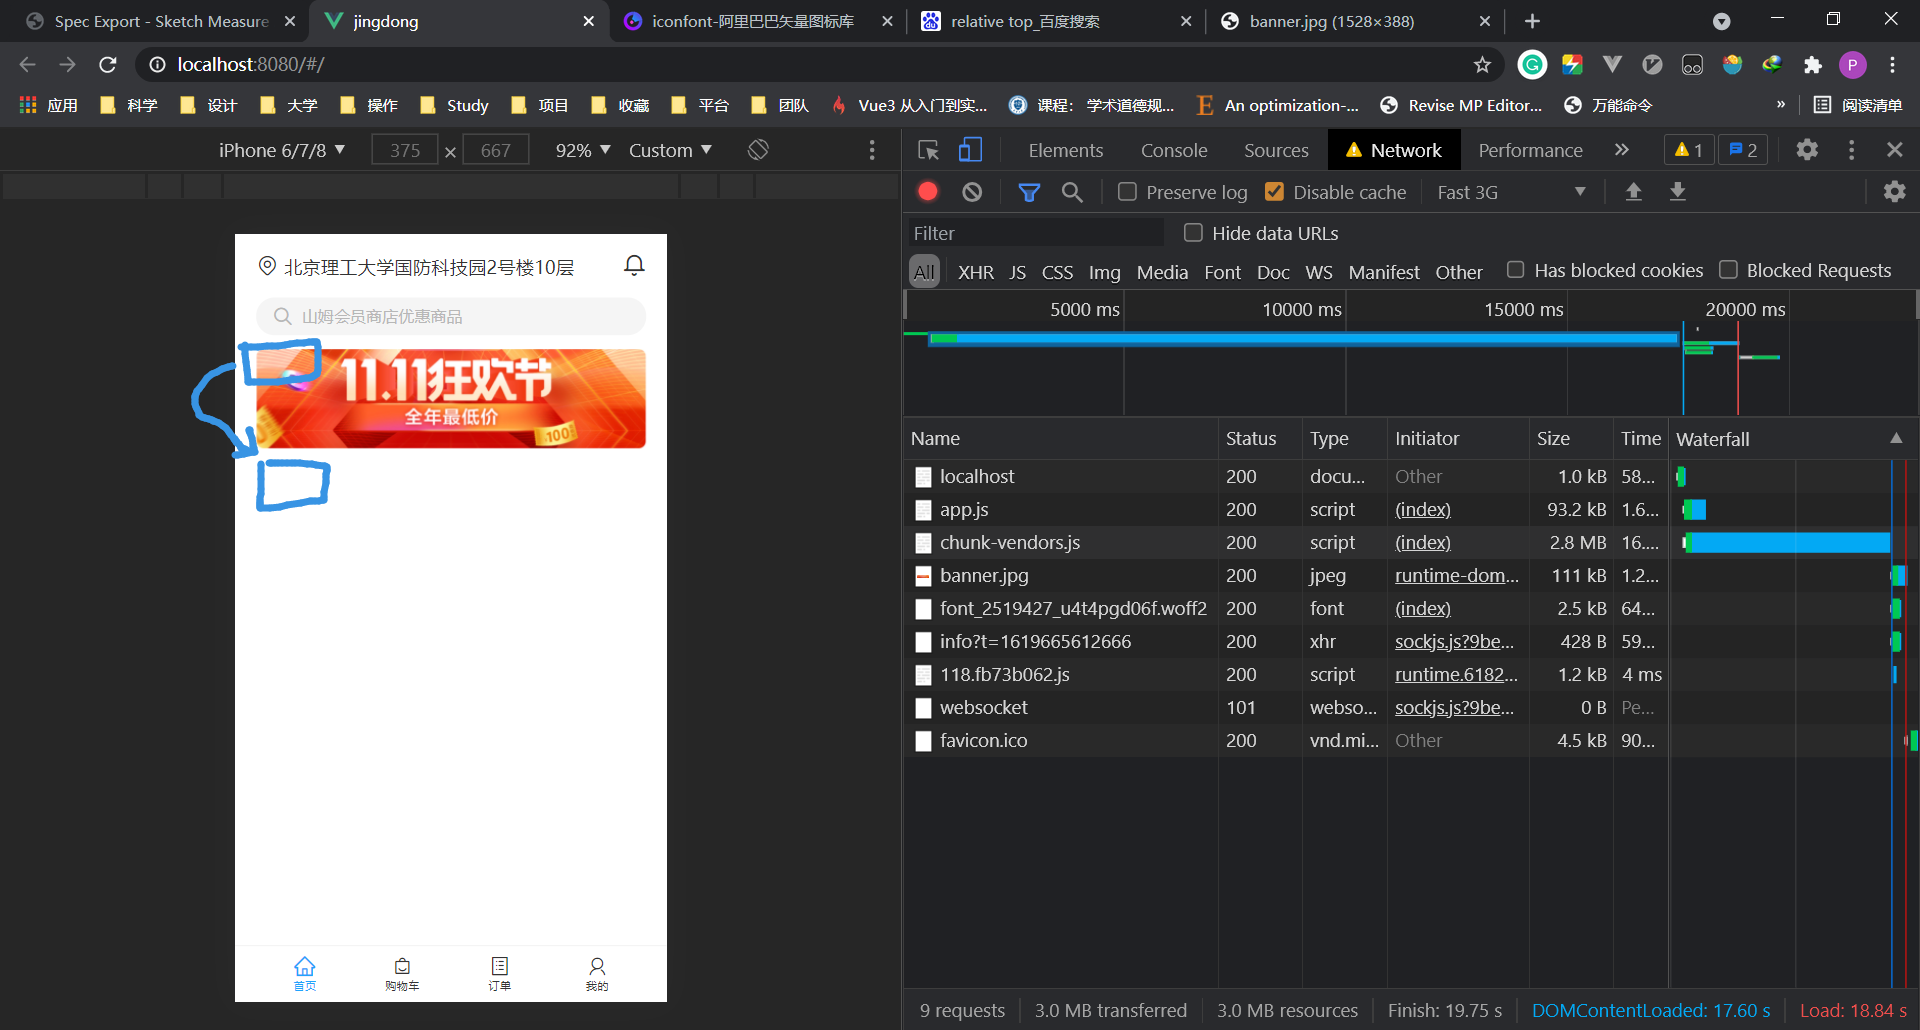 Spec Export - Sketch Measure
jingdong
iconfont-阿里巴巴矢量图标库
relative top_百度搜索
banner.jpg (1528×388)
localhost:8080/#/
P
应用
科学
设计
大学
操作
Study
项目
收藏
平台
团队
Vue3 从入门到实...
课程： 学术道德规...
An optimization-...
Revise MP Editor...
万能命令
»
阅读清单
iPhone 6/7/8
375 × 667
92%
Custom
Elements
Console
Sources
Network
Performance
1
2
Preserve log
Disable cache
Fast 3G
Filter
Hide data URLs
All
XHR
JS
CSS
Img
Media
Font
Doc
WS
Manifest
Other
Has blocked cookies
Blocked Requests
5000 ms
10000 ms
15000 ms
20000 ms
北京理工大学国防科技园2号楼10层
山姆会员商店优惠商品
11.11狂欢节
全年最低价
100
首页
购物车
订单
我的
Name Status Type Initiator Size Time Waterfall
localhost 200 docu... Other 1.0 kB 58...
app.js 200 script (index) 93.2 kB 1.6...
chunk-vendors.js 200 script (index) 2.8 MB 16....
banner.jpg 200 jpeg runtime-dom... 111 kB 1.2...
font_2519427_u4t4pgd06f.woff2 200 font (index) 2.5 kB 64...
info?t=1619665612666 200 xhr sockjs.js?9be... 428 B 59...
118.fb73b062.js 200 script runtime.6182... 1.2 kB 4 ms
websocket 101 webso... sockjs.js?9be... 0 B Pe...
favicon.ico 200 vnd.mi... Other 4.5 kB 90...
9 requests
3.0 MB transferred
3.0 MB resources
Finish: 19.75 s
DOMContentLoaded: 17.60 s
Load: 18.84 s